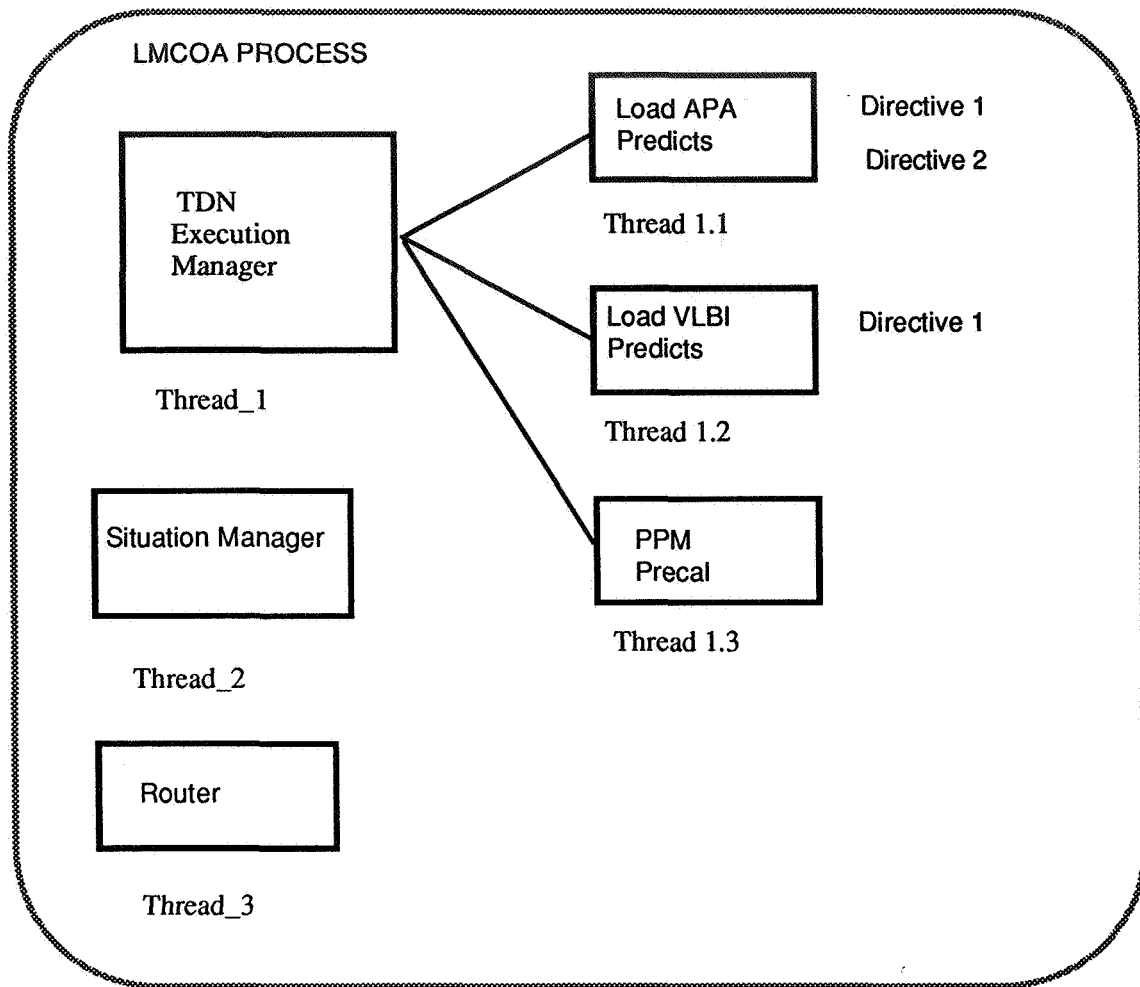 LMCOA PROCESS
TDN
Execution
Manager
Thread_1
Load APA
Predicts
Directive 1
Directive 2
Thread 1.1
Load VLBI
Predicts
Directive 1
Thread 1.2
PPM
Precal
Thread 1.3
Situation Manager
Thread_2
Router
Thread_3